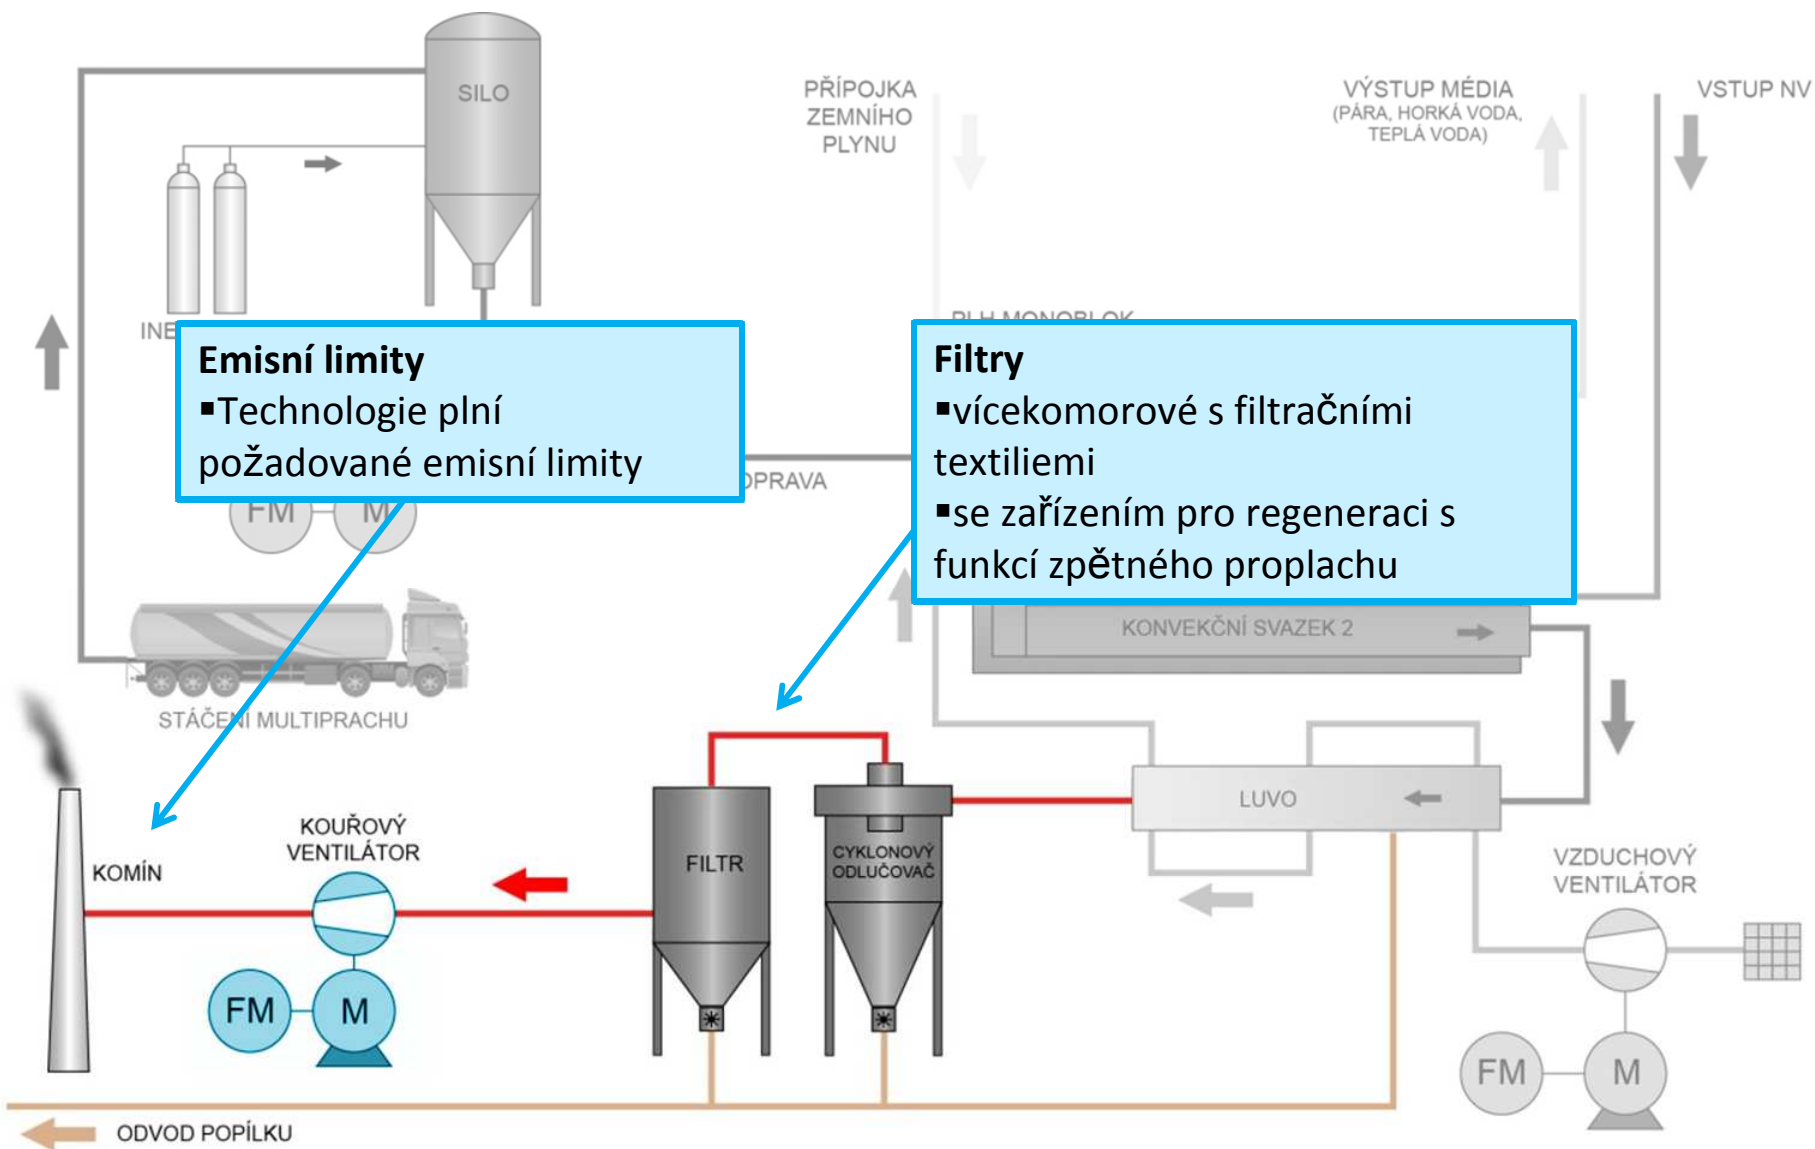 SILO
PŘÍPOJKA
ZEMNÍHO
PLYNU
VÝSTUP MÉDIA
(PÁRA, HORKÁ VODA,
TEPLÁ VODA)
VSTUP NV
Emisní limity
▪Technologie plní
požadované emisní limity
Filtry
▪vícekomorové s filtračními
textiliemi
▪se zařízením pro regeneraci s
funkcí zpětného proplachu
FM
M
KONVEKČNÍ SVAZEK 2
STÁČENÍ MULTIPRACHU
LUVO
KOUŘOVÝ
VENTILÁTOR
KOMÍN
FILTR
CYKLONOVÝ
ODLUČOVAČ
VZDUCHOVÝ
VENTILÁTOR
FM
M
FM
M
ODVOD POPÍLKU